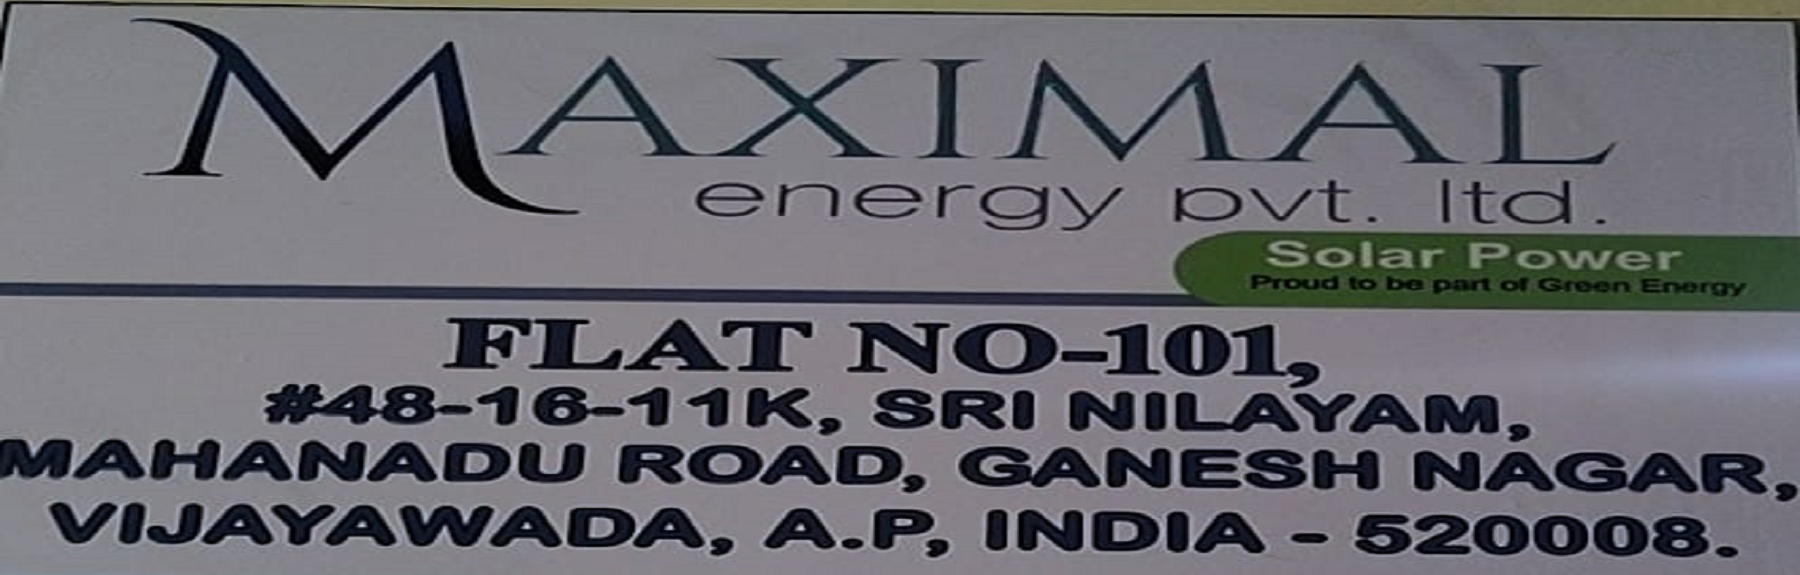 MAXIMAL
energy pvt. ltd.
Solar Power
Proud to be part of Green Energy
FLAT NO-101,
#48-16-11K, SRI NILAYAM,
MAHANADU ROAD, GANESH NAGAR,
VIJAYAWADA, A.P, INDIA - 520008.